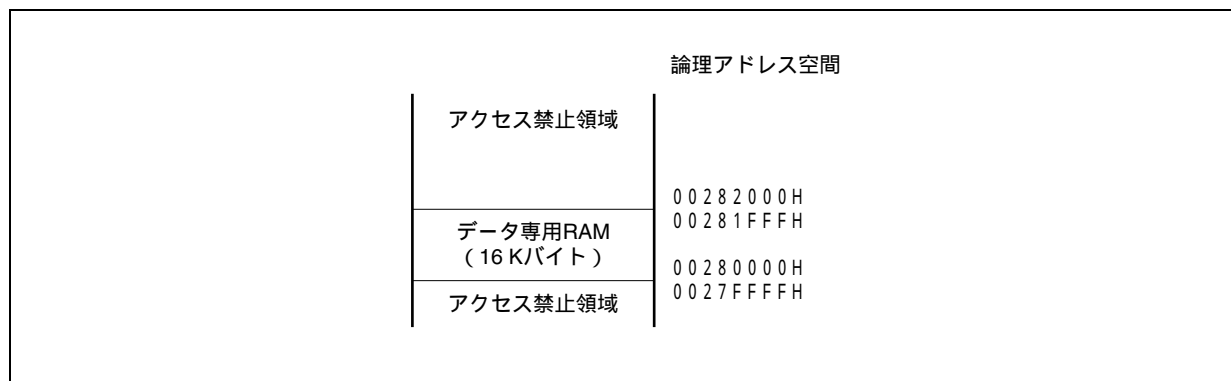 論理アドレス空間
アクセス禁止領域
00282000H
00281FFFH
データ専用RAM
（16 Kバイト）
00280000H
0027FFFFH
アクセス禁止領域